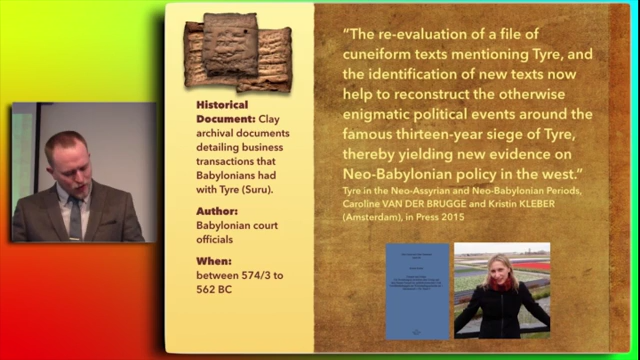 Historical
Document: Clay
archival documents
detailing business
transactions that
Babylonians had
with Tyre (Suru).
Author:
Babylonian court
officials
When:
between 574/3 to
562 BC
“The re-evaluation of a file of
cuneiform texts mentioning Tyre, and
the identification of new texts now
help to reconstruct the otherwise
enigmatic political events around the
famous thirteen-year siege of Tyre,
thereby yielding new evidence on
Neo-Babylonian policy in the west.”
Tyre in the Neo-Assyrian and Neo-Babylonian Periods,
Caroline VAN DER BRUGGE and Kristin KLEBER
(Amsterdam), in Press 2015